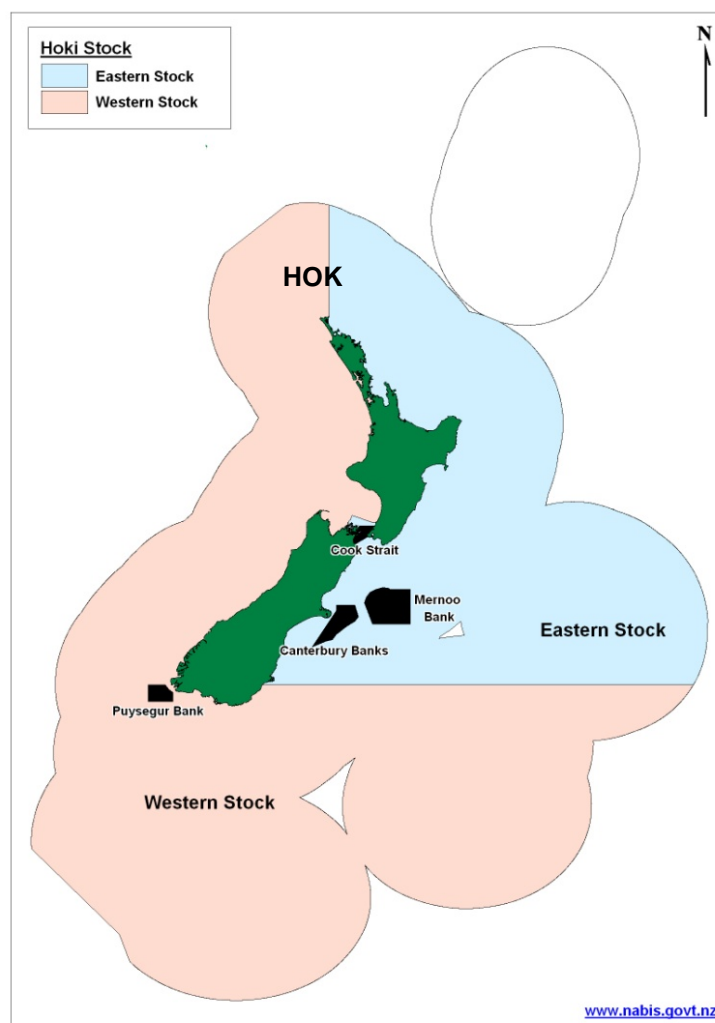 Hoki Stock
Eastern Stock
Western Stock
N
HOK
Cook Strait
Mernoo
Bank
Eastern Stock
Canterbury Banks
Puysegur Bank
Western Stock
www.nabis.govt.nz